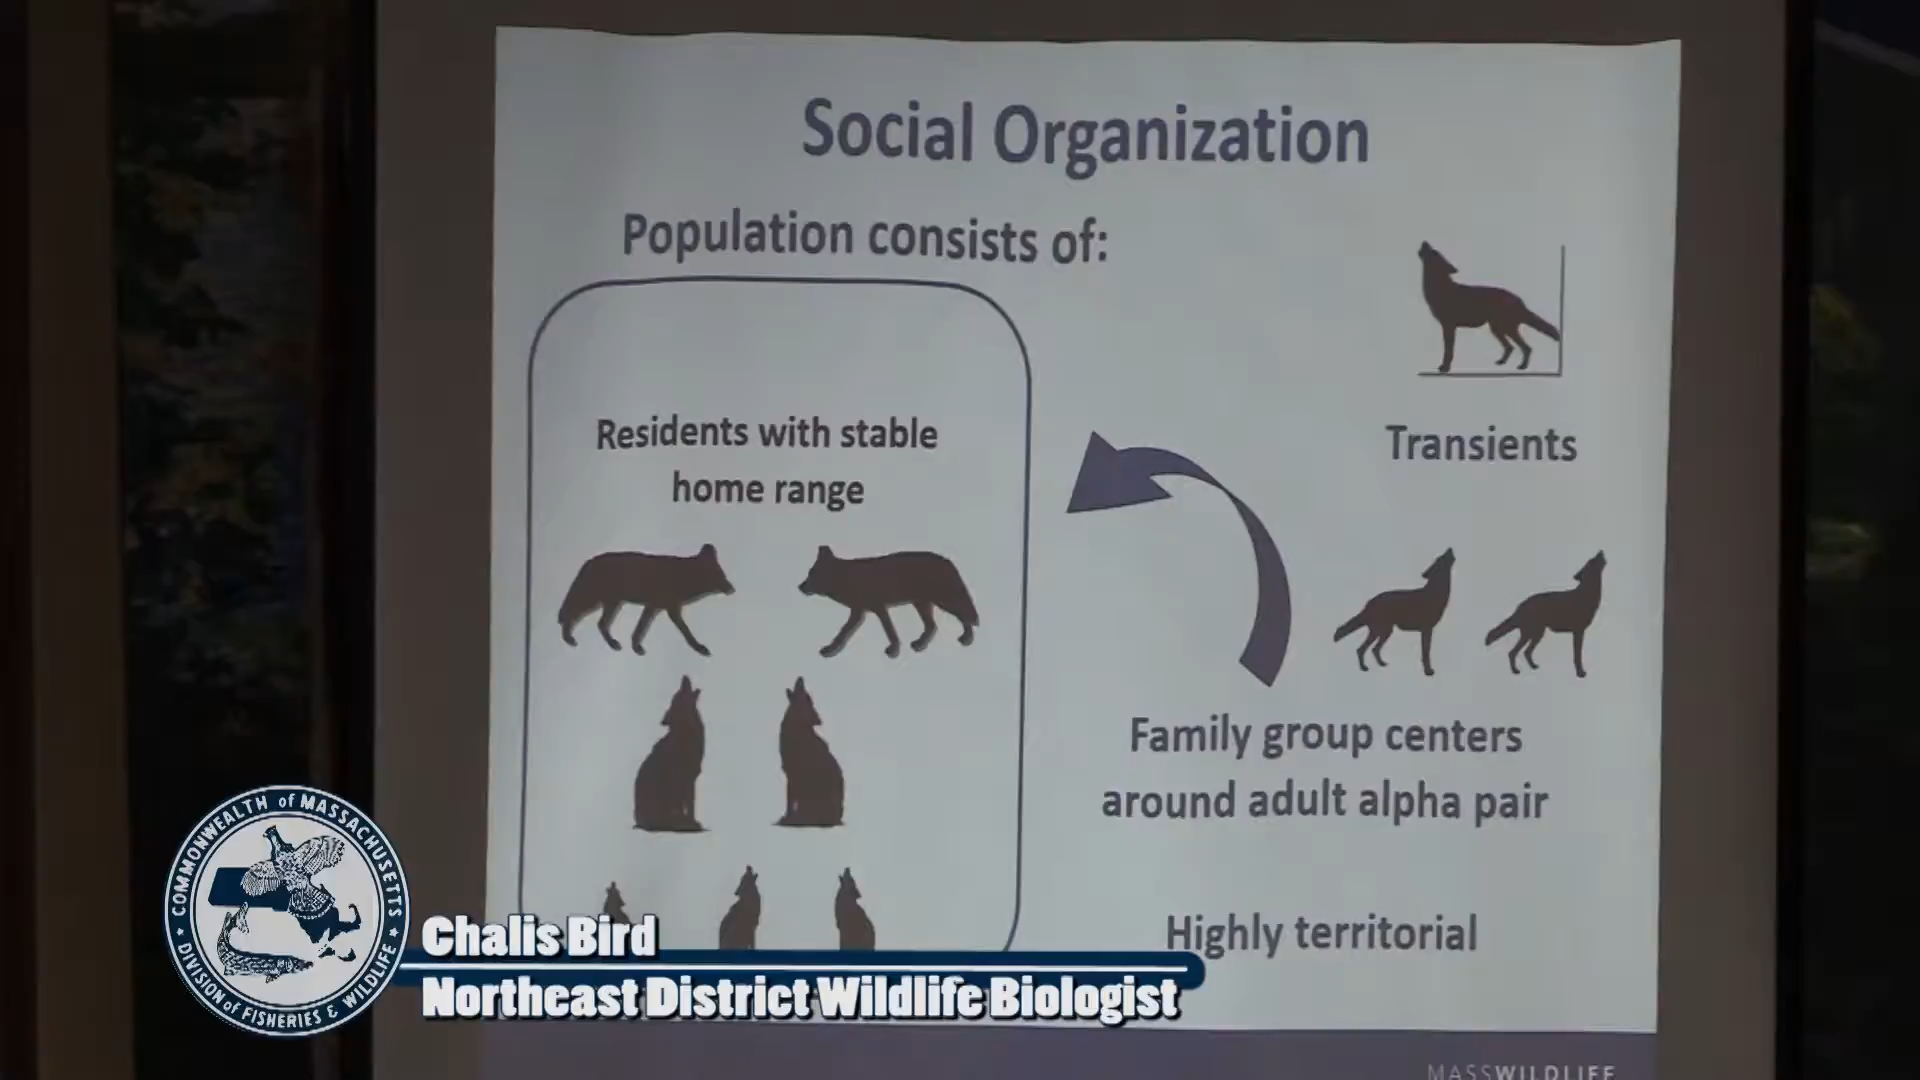 Social Organization
Population consists of:
Residents with stable
home range
Transients
Family group centers
around adult alpha pair
Highly territorial
COMMONWEALTH of MASSACHUSETTS
DIVISION of FISHERIES & WILDLIFE
Chalis Bird
Northeast District Wildlife Biologist
MASSWILDLIFE